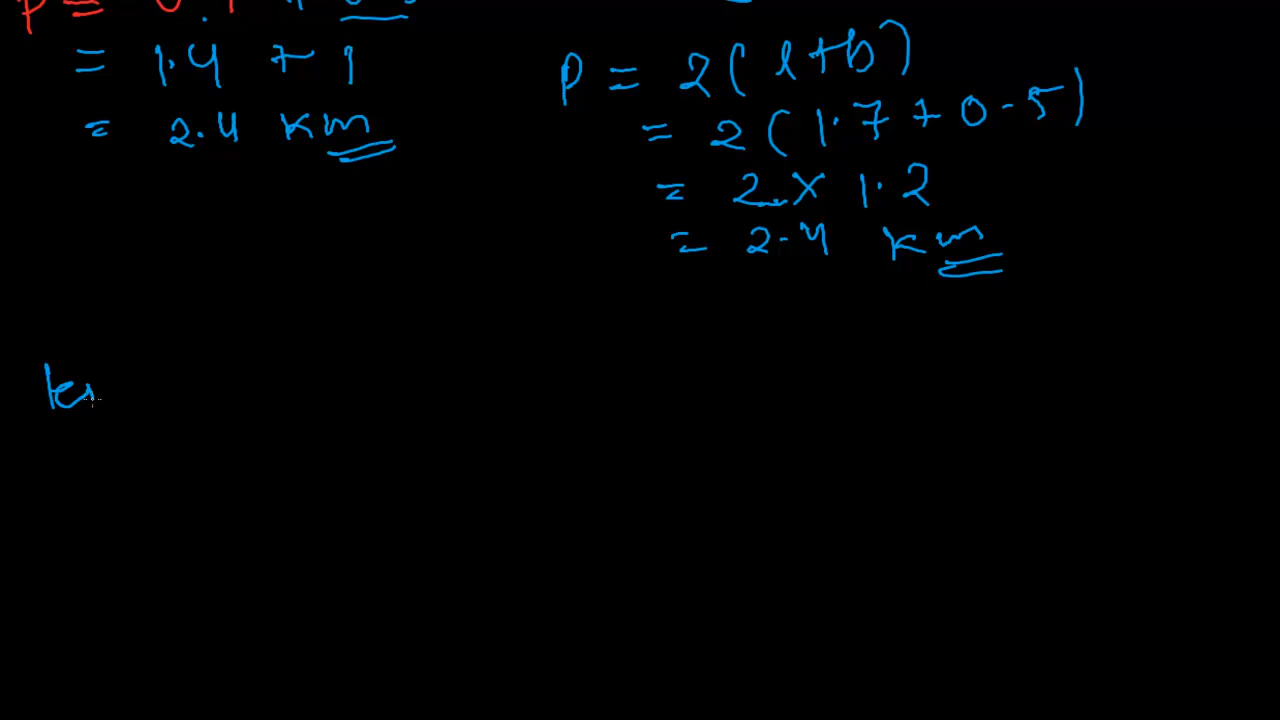 = 1.4 + 1
= 2.4 km
P = 2(l+b)
= 2(1.7+0.5)
= 2 × 1.2
= 2.4 km